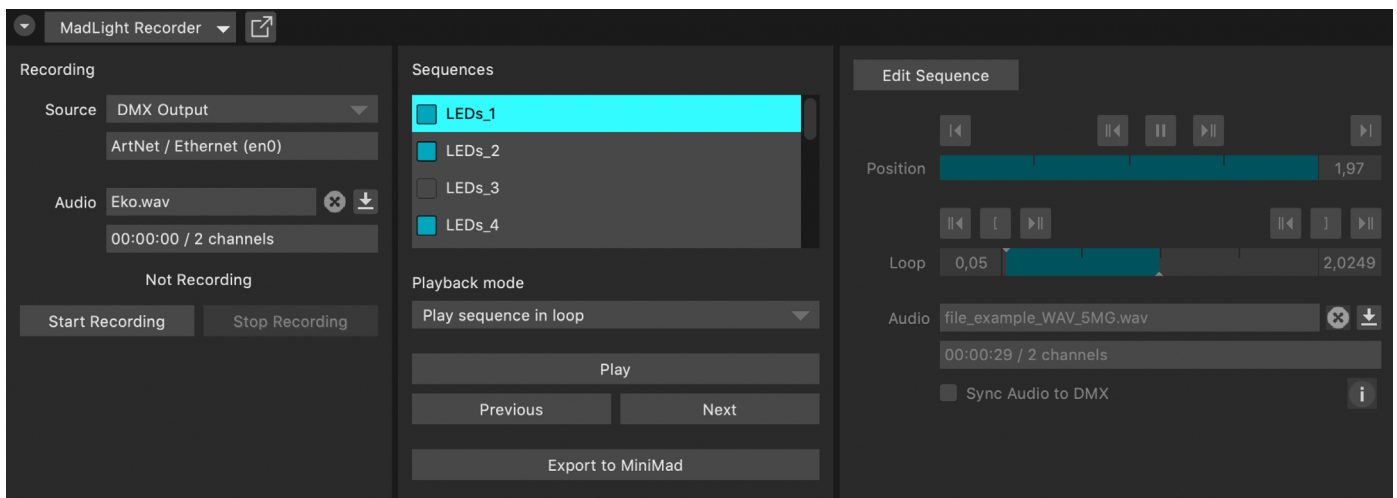 MadLight Recorder
Recording
Source DMX Output
ArtNet / Ethernet (en0)
Audio Eko.wav
00:00:00 / 2 channels
Not Recording
Start Recording Stop Recording
Sequences
LEDs_1
LEDs_2
LEDs_3
LEDs_4
Playback mode
Play sequence in loop
Play
Previous Next
Export to MiniMad
Edit Sequence
Position 1,97
[ ]
Loop 0,05 2,0249
Audio file_example_WAV_5MG.wav
00:00:29 / 2 channels
Sync Audio to DMX i